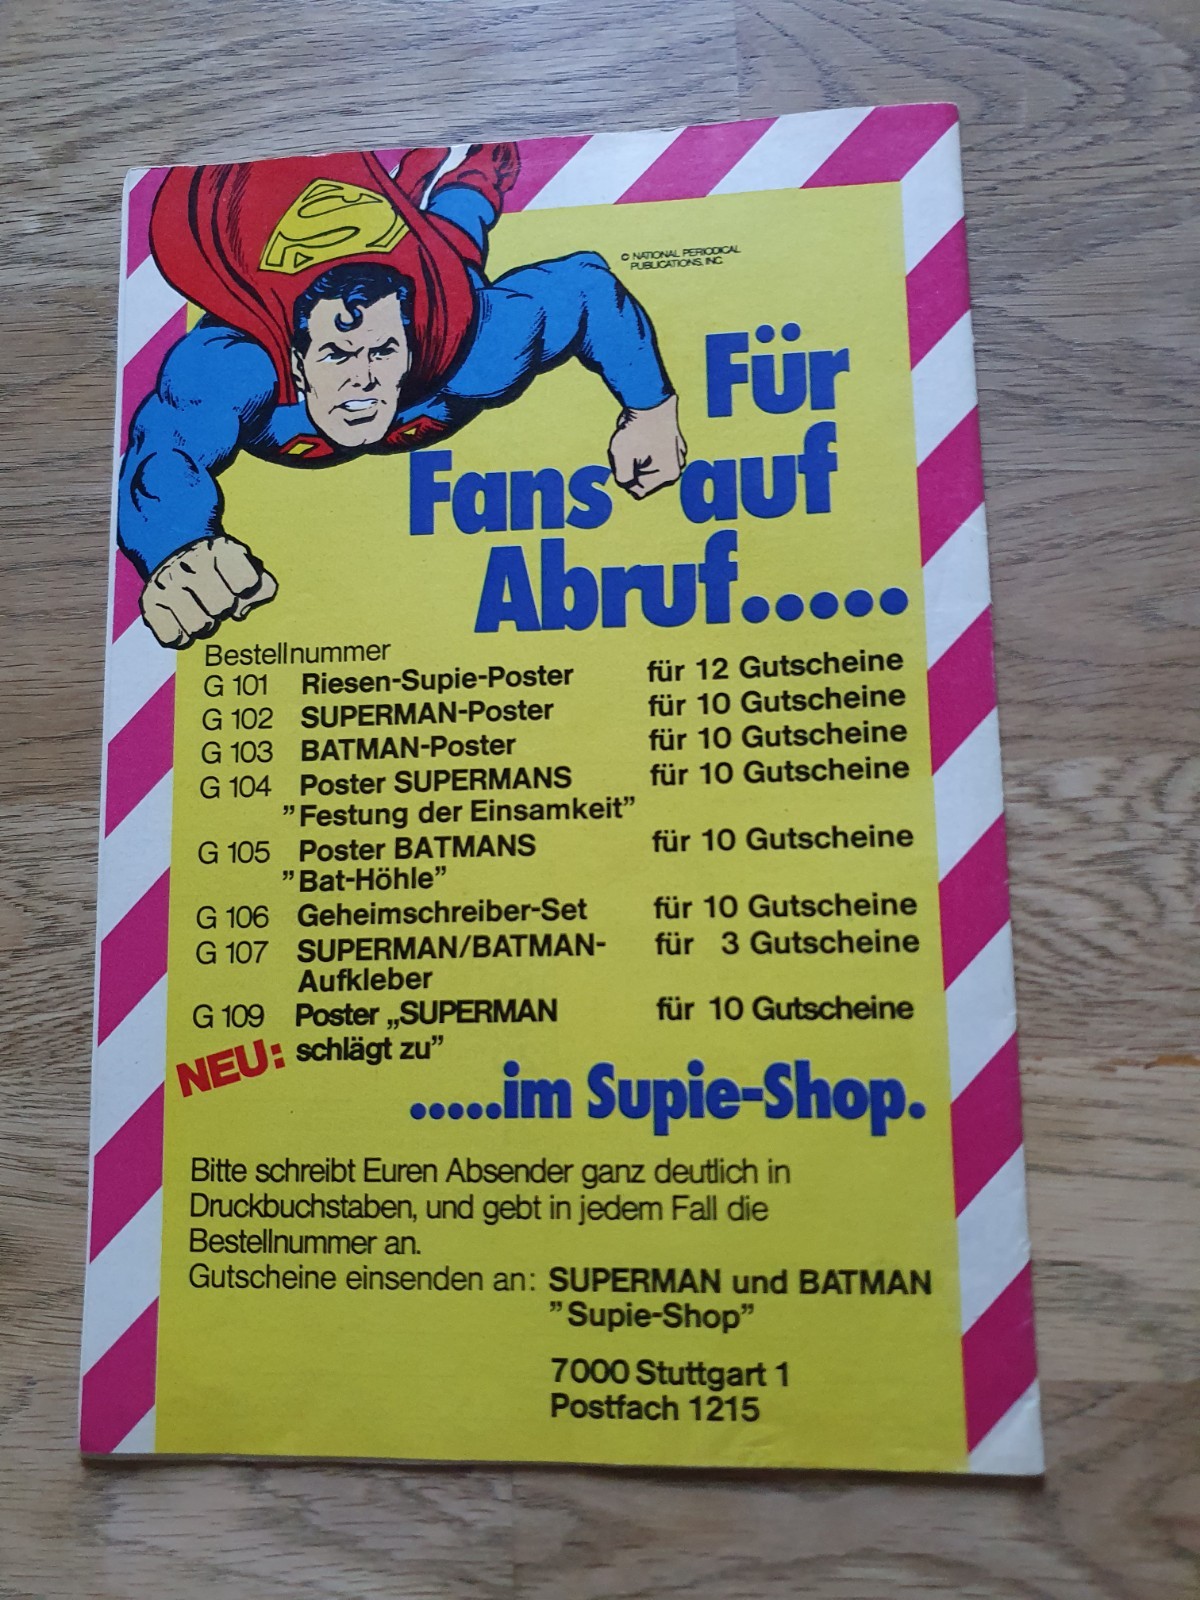 S
© NATIONAL PERIODICAL
PUBLICATIONS, INC
Für
Fans auf
Abruf.....
Bestellnummer
G 101 Riesen-Supie-Poster für 12 Gutscheine
G 102 SUPERMAN-Poster für 10 Gutscheine
G 103 BATMAN-Poster für 10 Gutscheine
G 104 Poster SUPERMANS für 10 Gutscheine
"Festung der Einsamkeit"
G 105 Poster BATMANS für 10 Gutscheine
"Bat-Höhle"
G 106 Geheimschreiber-Set für 10 Gutscheine
G 107 SUPERMAN/BATMAN- für 3 Gutscheine
Aufkleber
G 109 Poster „SUPERMAN für 10 Gutscheine
NEU: schlägt zu"
.....im Supie-Shop.
Bitte schreibt Euren Absender ganz deutlich in
Druckbuchstaben, und gebt in jedem Fall die
Bestellnummer an.
Gutscheine einsenden an: SUPERMAN und BATMAN
"Supie-Shop"
7000 Stuttgart 1
Postfach 1215